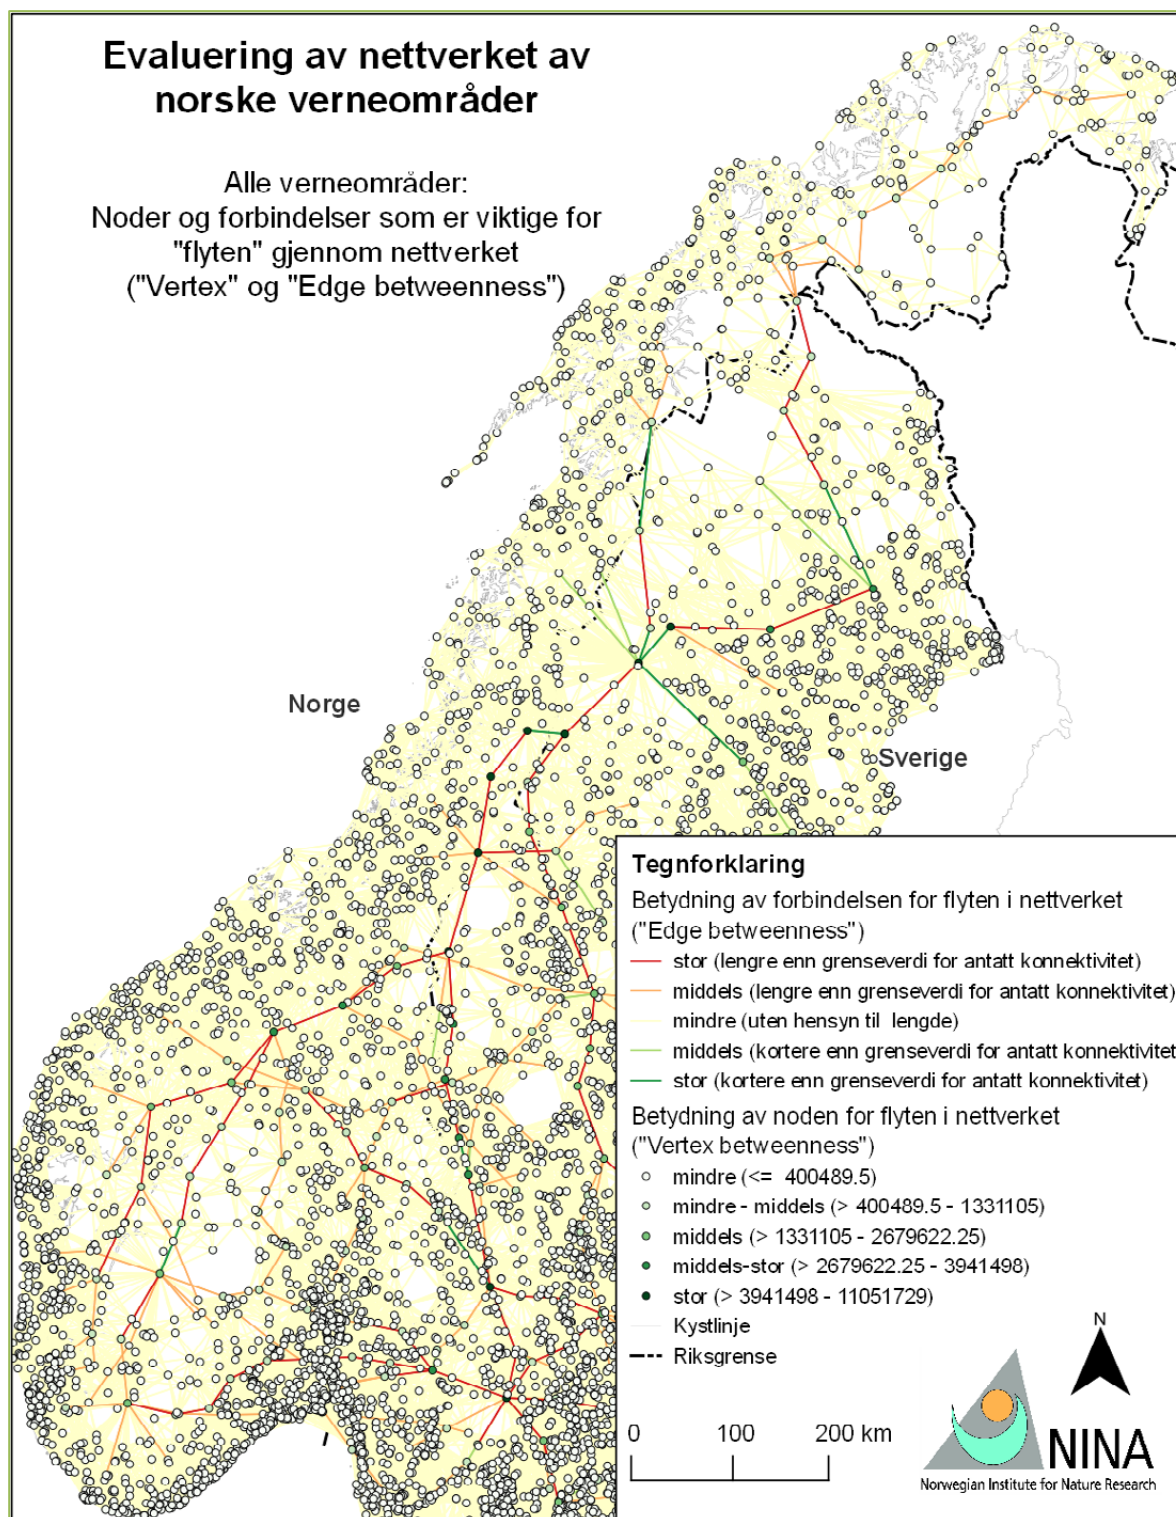 Evaluering av nettverket av
norske verneområder
Alle verneområder:
Noder og forbindelser som er viktige for
"flyten" gjennom nettverket
("Vertex" og "Edge betweenness")
Norge
Sverige
Tegnforklaring
Betydning av forbindelsen for flyten i nettverket
("Edge betweenness")
stor (lengre enn grenseverdi for antatt konnektivitet)
middels (lengre enn grenseverdi for antatt konnektivitet)
mindre (uten hensyn til lengde)
middels (kortere enn grenseverdi for antatt konnektivitet
stor (kortere enn grenseverdi for antatt konnektivitet)
Betydning av noden for flyten i nettverket
("Vertex betweenness")
mindre (<= 400489.5)
mindre - middels (> 400489.5 - 1331105)
middels (> 1331105 - 2679622.25)
middels-stor (> 2679622.25 - 3941498)
stor (> 3941498 - 11051729)
Kystlinje
Riksgrense
N
0 100 200 km
NINA
Norwegian Institute for Nature Research